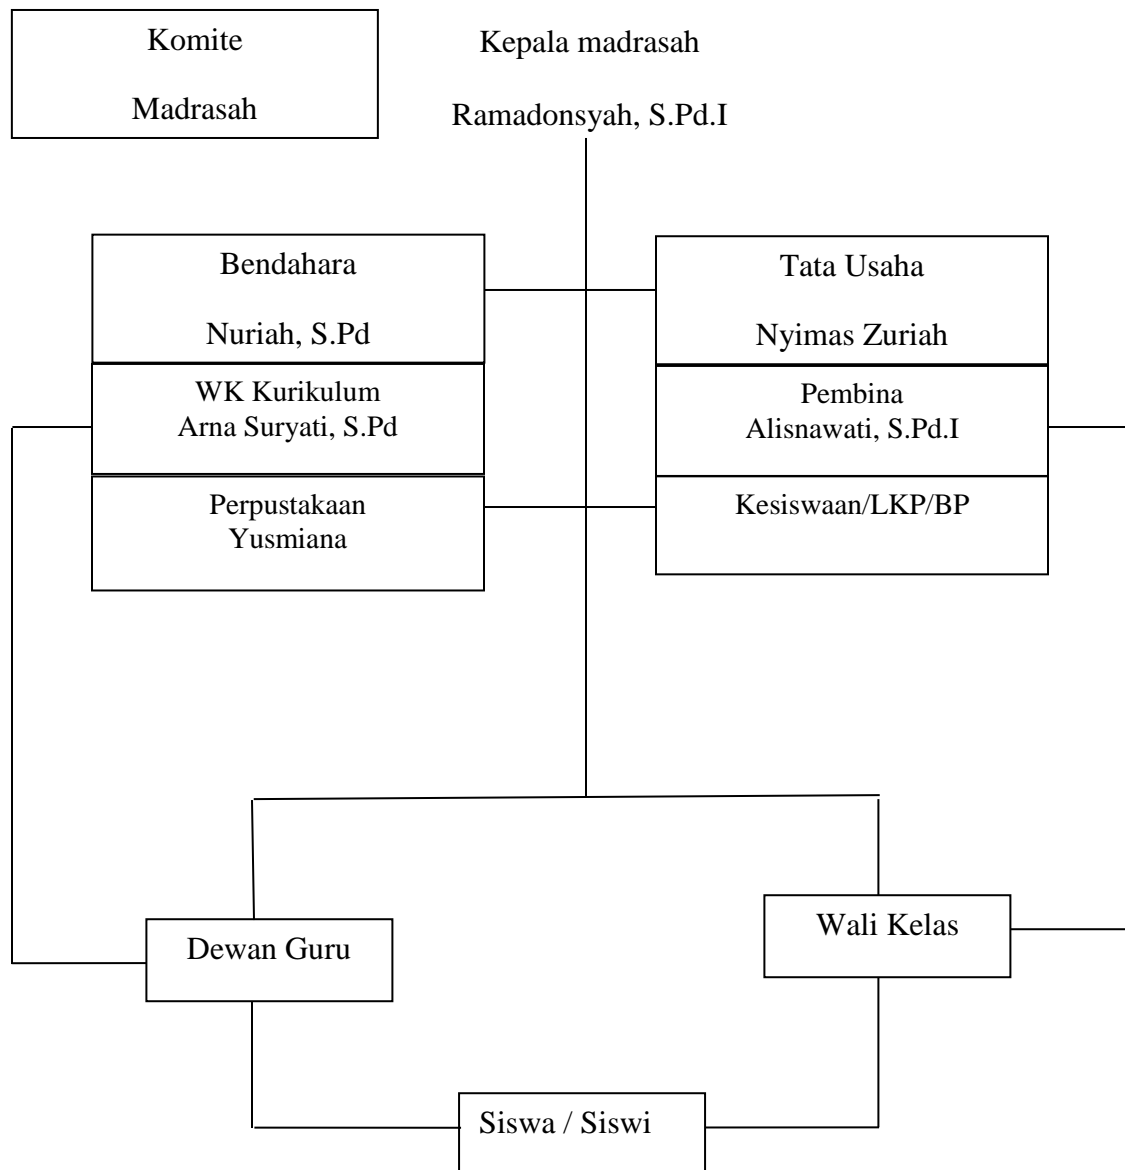 Komite
Madrasah
Kepala madrasah
Ramadonsyah, S.Pd.I
Bendahara
Nuriah, S.Pd
Tata Usaha
Nyimas Zuriah
WK Kurikulum
Arna Suryati, S.Pd
Pembina
Alisnawati, S.Pd.I
Perpustakaan
Yusmiana
Kesiswaan/LKP/BP
Dewan Guru
Wali Kelas
Siswa / Siswi